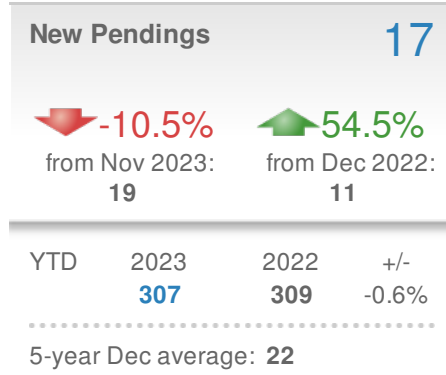 New Pendings 17
-10.5% 54.5%
from Nov 2023: from Dec 2022:
19 11
YTD 2023 2022 +/-
307 309 -0.6%
5-year Dec average: 22